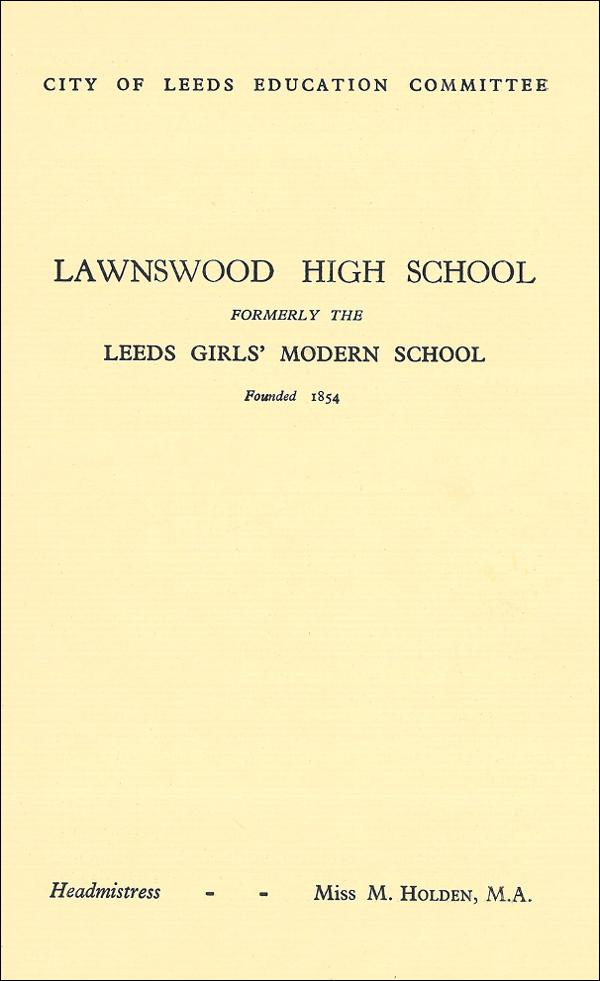 CITY OF LEEDS EDUCATION COMMITTEE
LAWNSWOOD HIGH SCHOOL
FORMERLY THE
LEEDS GIRLS' MODERN SCHOOL
Founded 1854
Headmistress - - Miss M. Holden, M.A.